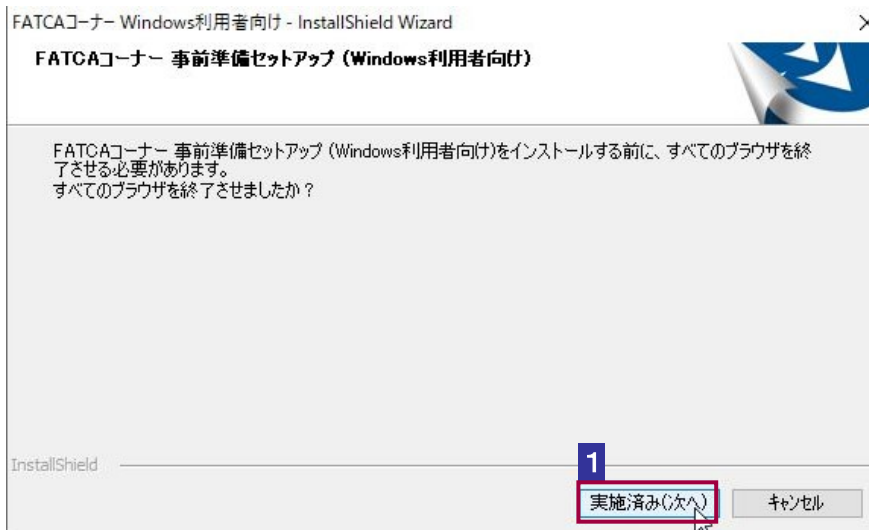 FATCAコーナー Windows利用者向け - InstallShield Wizard
FATCAコーナー 事前準備セットアップ (Windows利用者向け)
FATCAコーナー 事前準備セットアップ (Windows利用者向け)をインストールする前に、すべてのブラウザを終
了させる必要があります。
すべてのブラウザを終了させましたか?
InstallShield
1
実施済み(次へ)
キャンセル